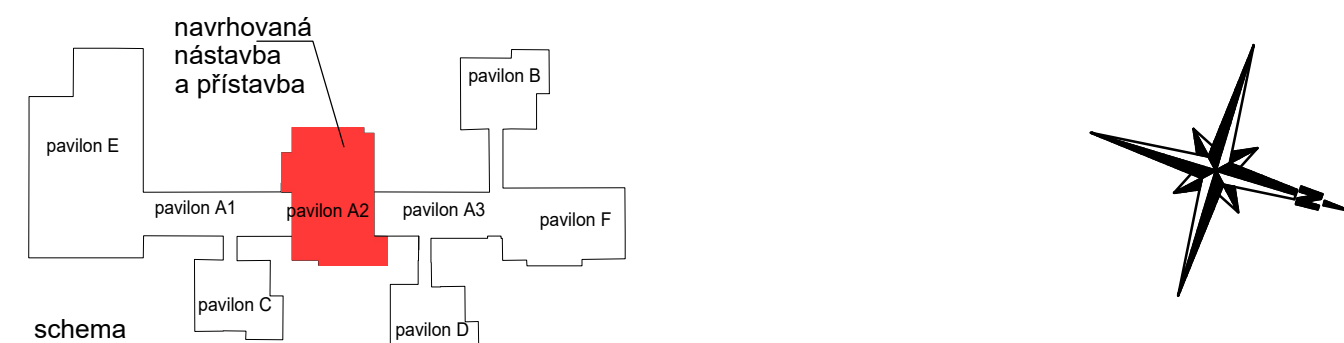 navrhovaná
nástavba
a přístavba
pavilon B
pavilon E
pavilon A1
pavilon A2
pavilon A3
pavilon F
pavilon C
pavilon D
schema
N